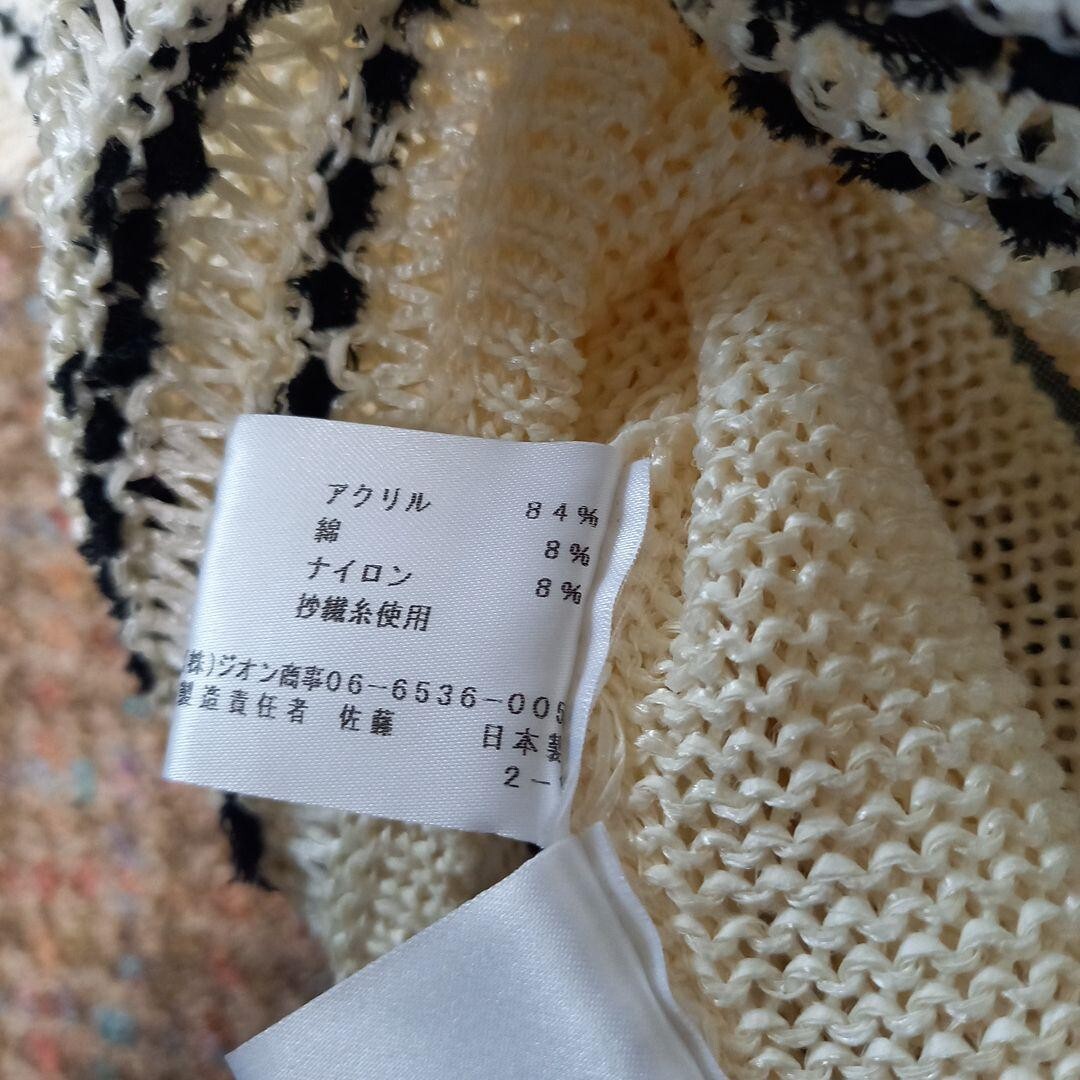 アクリル 84%
綿 8%
ナイロン 8%
抄繊糸使用
(株)ジオン商事06-6536-005
製造責任者 佐藤 日本製
2-